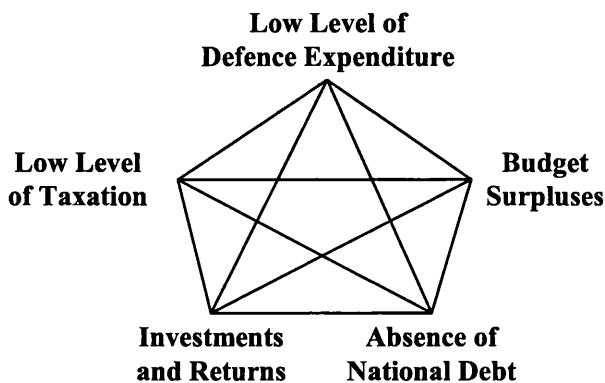 Low Level of
Defence Expenditure
Low Level
of Taxation
Budget
Surpluses
Investments
and Returns
Absence of
National Debt